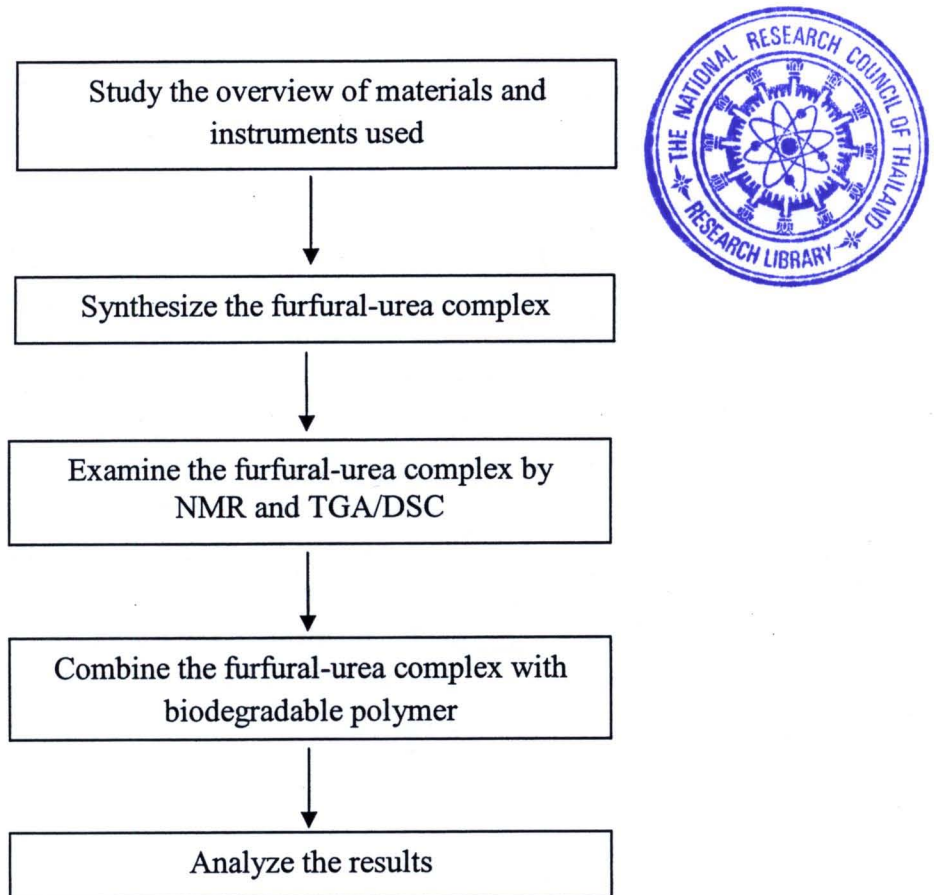 Study the overview of materials and
instruments used
THE NATIONAL RESEARCH COUNCIL OF THAILAND
RESEARCH LIBRARY
Synthesize the furfural-urea complex
Examine the furfural-urea complex by
NMR and TGA/DSC
Combine the furfural-urea complex with
biodegradable polymer
Analyze the results